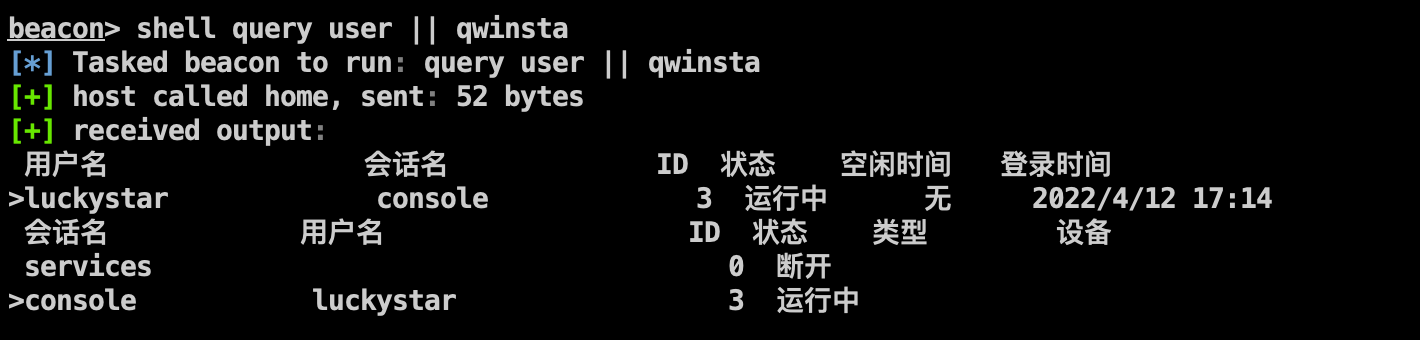 beacon> shell query user || qwinsta
[*] Tasked beacon to run: query user || qwinsta
[+] host called home, sent: 52 bytes
[+] received output:
用户名 会话名 ID 状态 空闲时间 登录时间
>luckystar console 3 运行中 无 2022/4/12 17:14
会话名 用户名 ID 状态 类型 设备
services 0 断开
>console luckystar 3 运行中